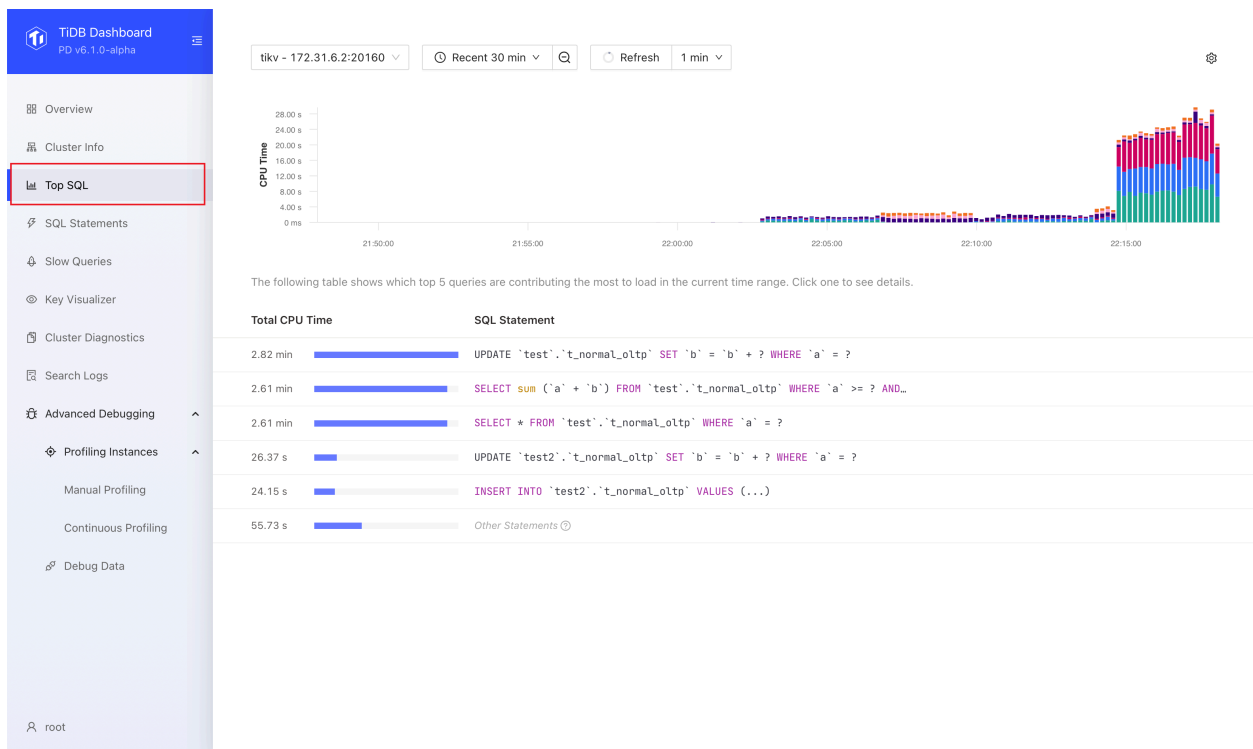 TiDB Dashboard
PD v6.1.0-alpha
Overview
Cluster Info
Top SQL
SQL Statements
Slow Queries
Key Visualizer
Cluster Diagnostics
Search Logs
Advanced Debugging
Profiling Instances
Manual Profiling
Continuous Profiling
Debug Data
root
tikv - 172.31.6.2:20160 Recent 30 min Refresh 1 min
CPU Time
28.00 s
24.00 s
20.00 s
16.00 s
12.00 s
8.00 s
4.00 s
0 ms
21:50:00 21:55:00 22:00:00 22:05:00 22:10:00 22:15:00
The following table shows which top 5 queries are contributing the most to load in the current time range. Click one to see details.
Total CPU Time SQL Statement
2.82 min UPDATE `test`.`t_normal_oltp` SET `b` = `b` + ? WHERE `a` = ?
2.61 min SELECT sum (`a` + `b`) FROM `test`.`t_normal_oltp` WHERE `a` >= ? AND…
2.61 min SELECT * FROM `test`.`t_normal_oltp` WHERE `a` = ?
26.37 s UPDATE `test2`.`t_normal_oltp` SET `b` = `b` + ? WHERE `a` = ?
24.15 s INSERT INTO `test2`.`t_normal_oltp` VALUES (...)
55.73 s Other Statements